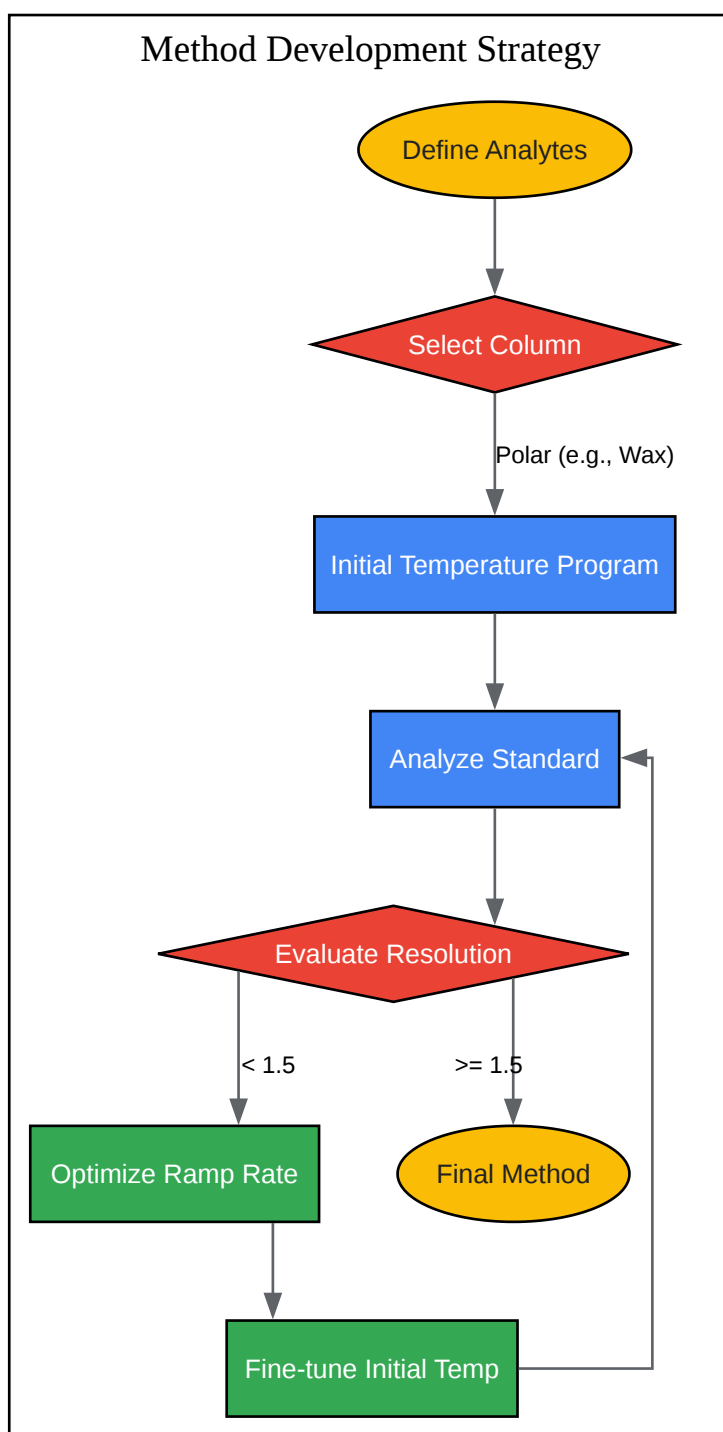 Method Development Strategy
Define Analytes
Select Column
Polar (e.g., Wax)
Initial Temperature Program
Analyze Standard
Evaluate Resolution
< 1.5
>= 1.5
Optimize Ramp Rate
Final Method
Fine-tune Initial Temp